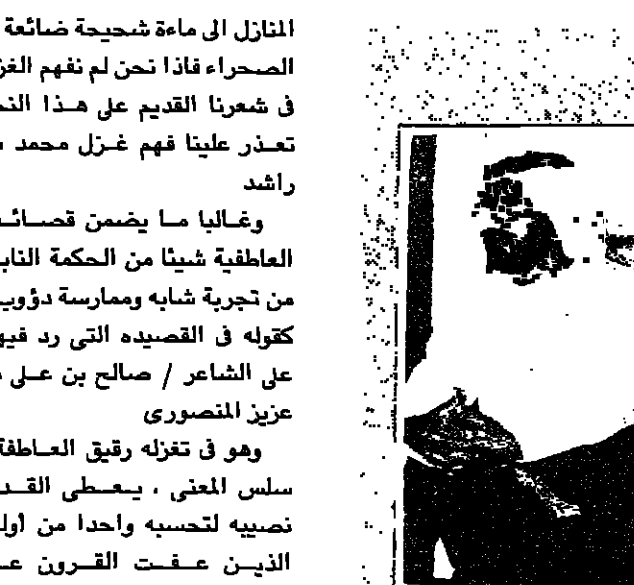 المنازل الى ماءة شحيحة ضائعة
الصحراء فاذا نحن لم نفهم الغز
فى شعرنا القديم على هذا النح
تعذر علينا فهم غزل محمد
راشد
وغالبا ما يضمن قصائد
العاطفية شيئا من الحكمة الناب
من تجربة شابه وممارسة دؤوب
كقوله فى القصيده التى رد فيه
على الشاعر / صالح بن على
عزيز المنصورى
وهو فى تغزله رقيق العاطفة
سلس المعنى ، يعطى القد
نصيبه لتحسبه واحدا من أول
الذين عفت القرون عـ